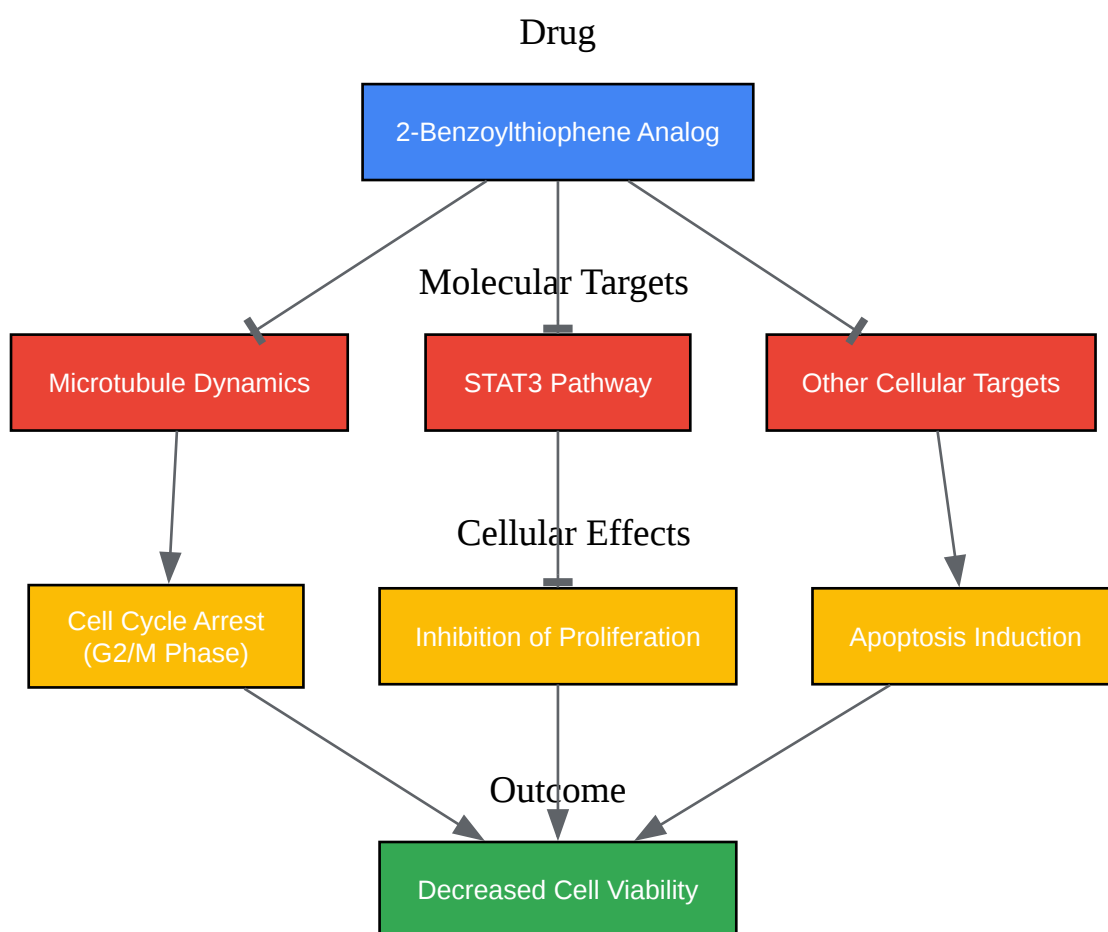 Drug
2-Benzoylthiophene Analog
Molecular Targets
Microtubule Dynamics
STAT3 Pathway
Other Cellular Targets
Cellular Effects
Cell Cycle Arrest
(G2/M Phase)
Inhibition of Proliferation
Apoptosis Induction
Outcome
Decreased Cell Viability